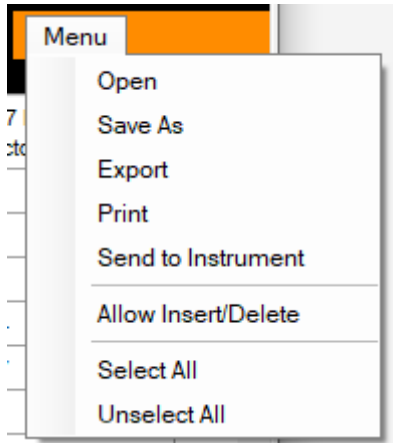 Menu
Open
Save As
Export
Print
Send to Instrument
Allow Insert/Delete
Select All
Unselect All